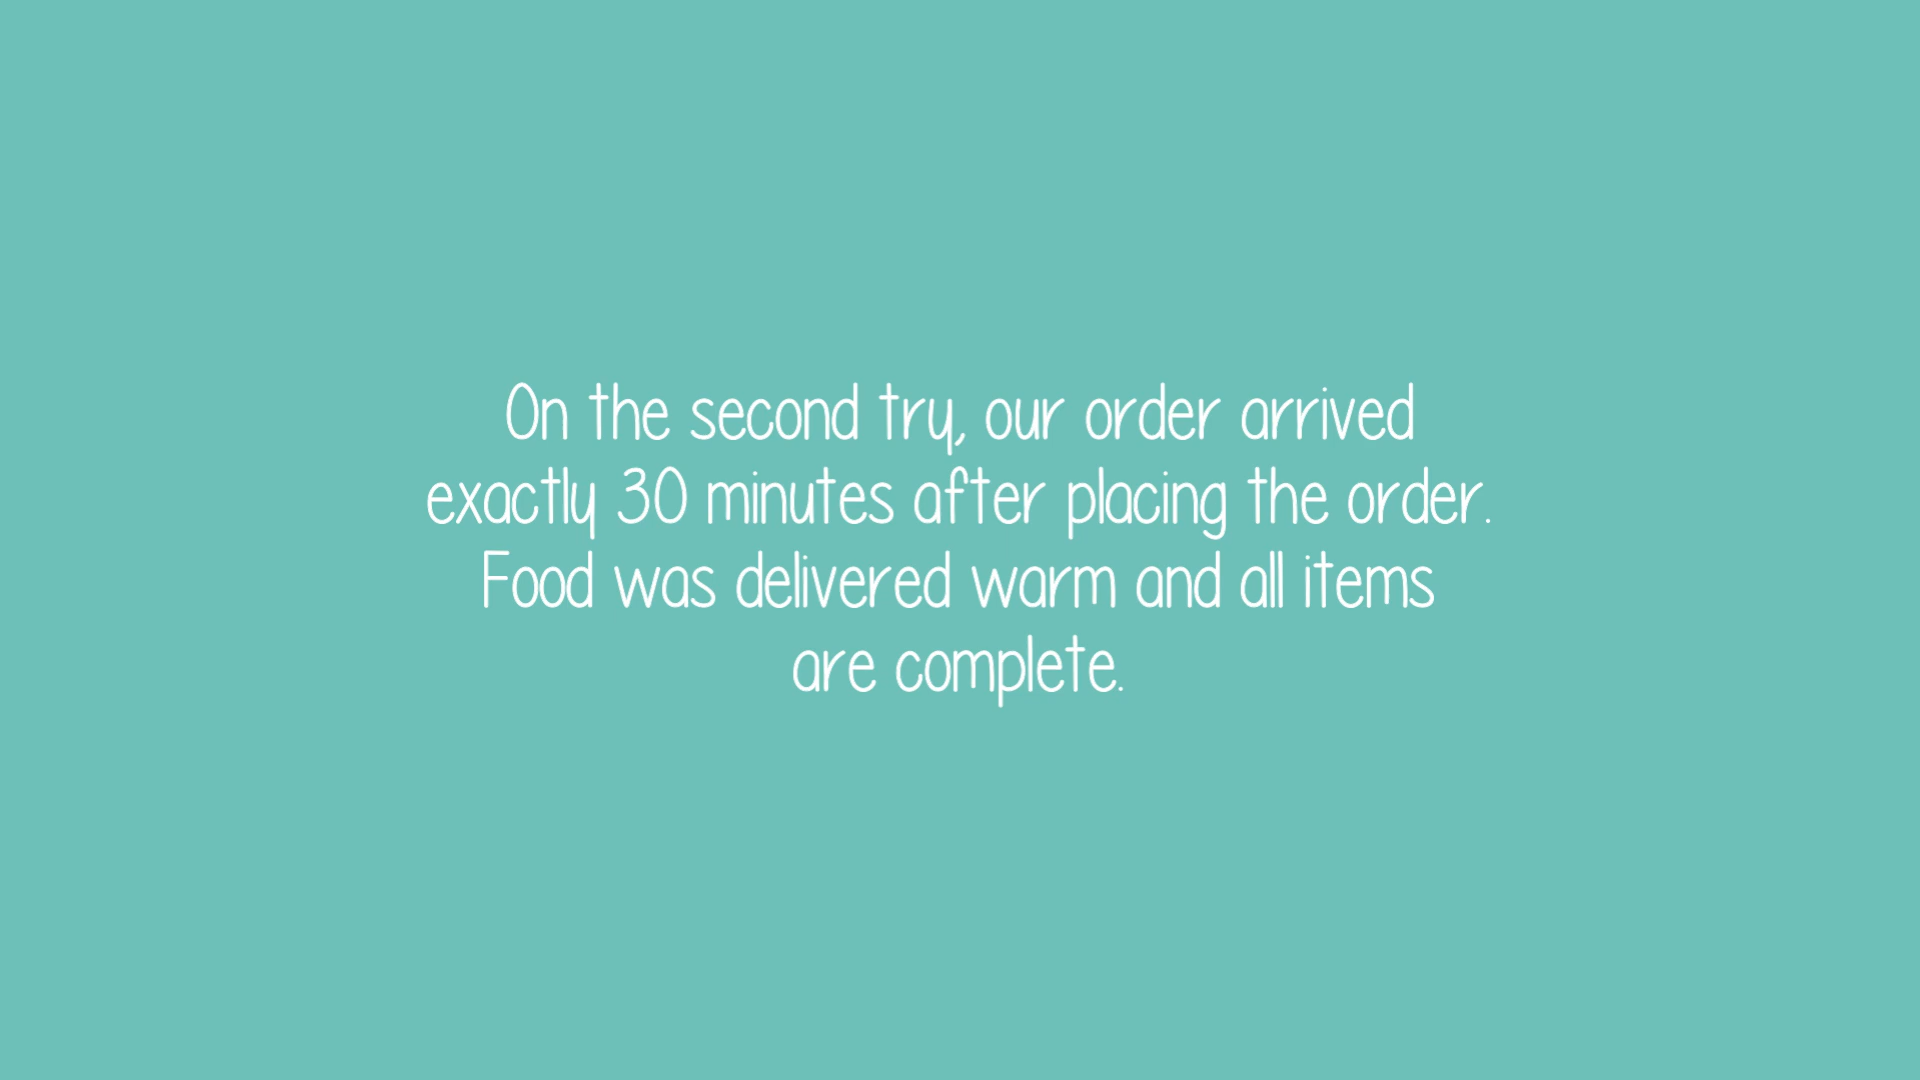 On the second try, our order arrived
exactly 30 minutes after placing the order.
Food was delivered warm and all items
are complete.